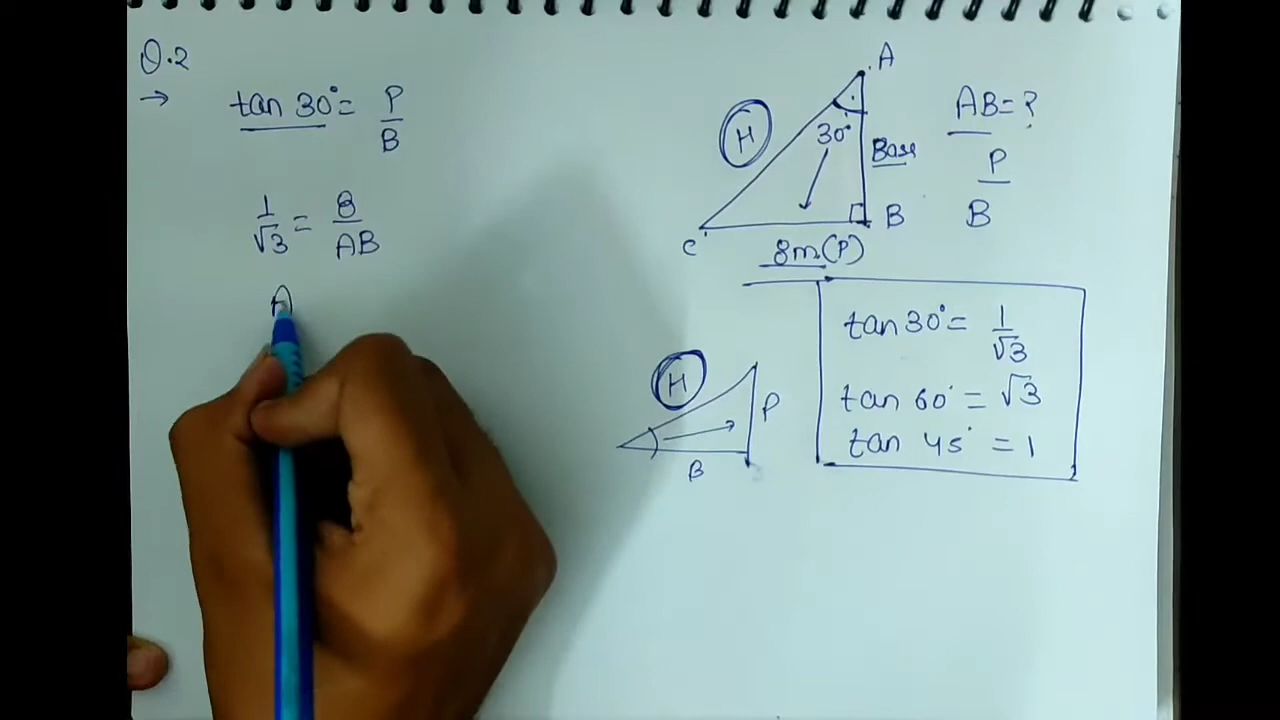 Q.2
→ tan 30° = P/B
1/√3 = 8/AB
A
A
H
30°
Base
B
C
8m(P)
AB = ?
P/B
H
P
B
tan 30° = 1/√3
tan 60° = √3
tan 45° = 1